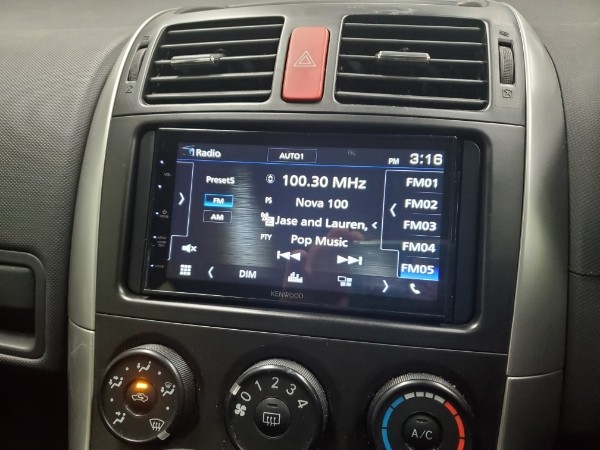 Radio
AUTO1
PM 3:16
Preset5
100.30 MHz
FM01
FM
PS Nova 100
FM02
AM
Jase and Lauren, <
FM03
PTY Pop Music
FM04
DIM
FM05
KENWOOD
0 1 2 3 4
A/C